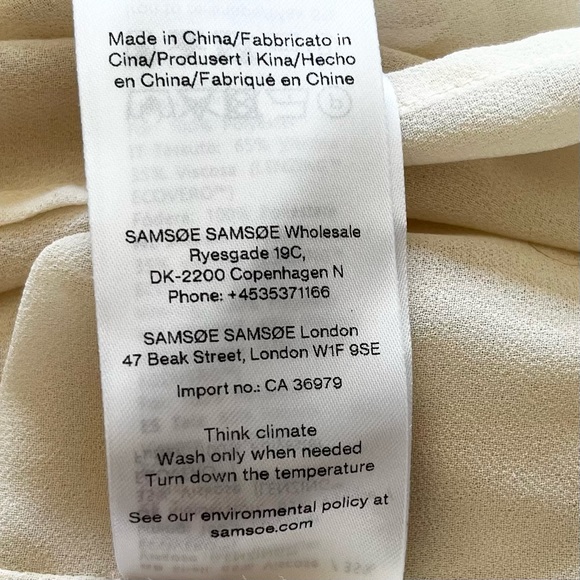 Made in China/Fabbricato in
Cina/Produsert i Kina/Hecho
en China/Fabriqué en Chine
SAMSØE SAMSØE Wholesale
Ryesgade 19C,
DK-2200 Copenhagen N
Phone: +4535371166
SAMSØE SAMSØE London
47 Beak Street, London W1F 9SE
Import no.: CA 36979
Think climate
Wash only when needed
Turn down the temperature
See our environmental policy at
samsoe.com